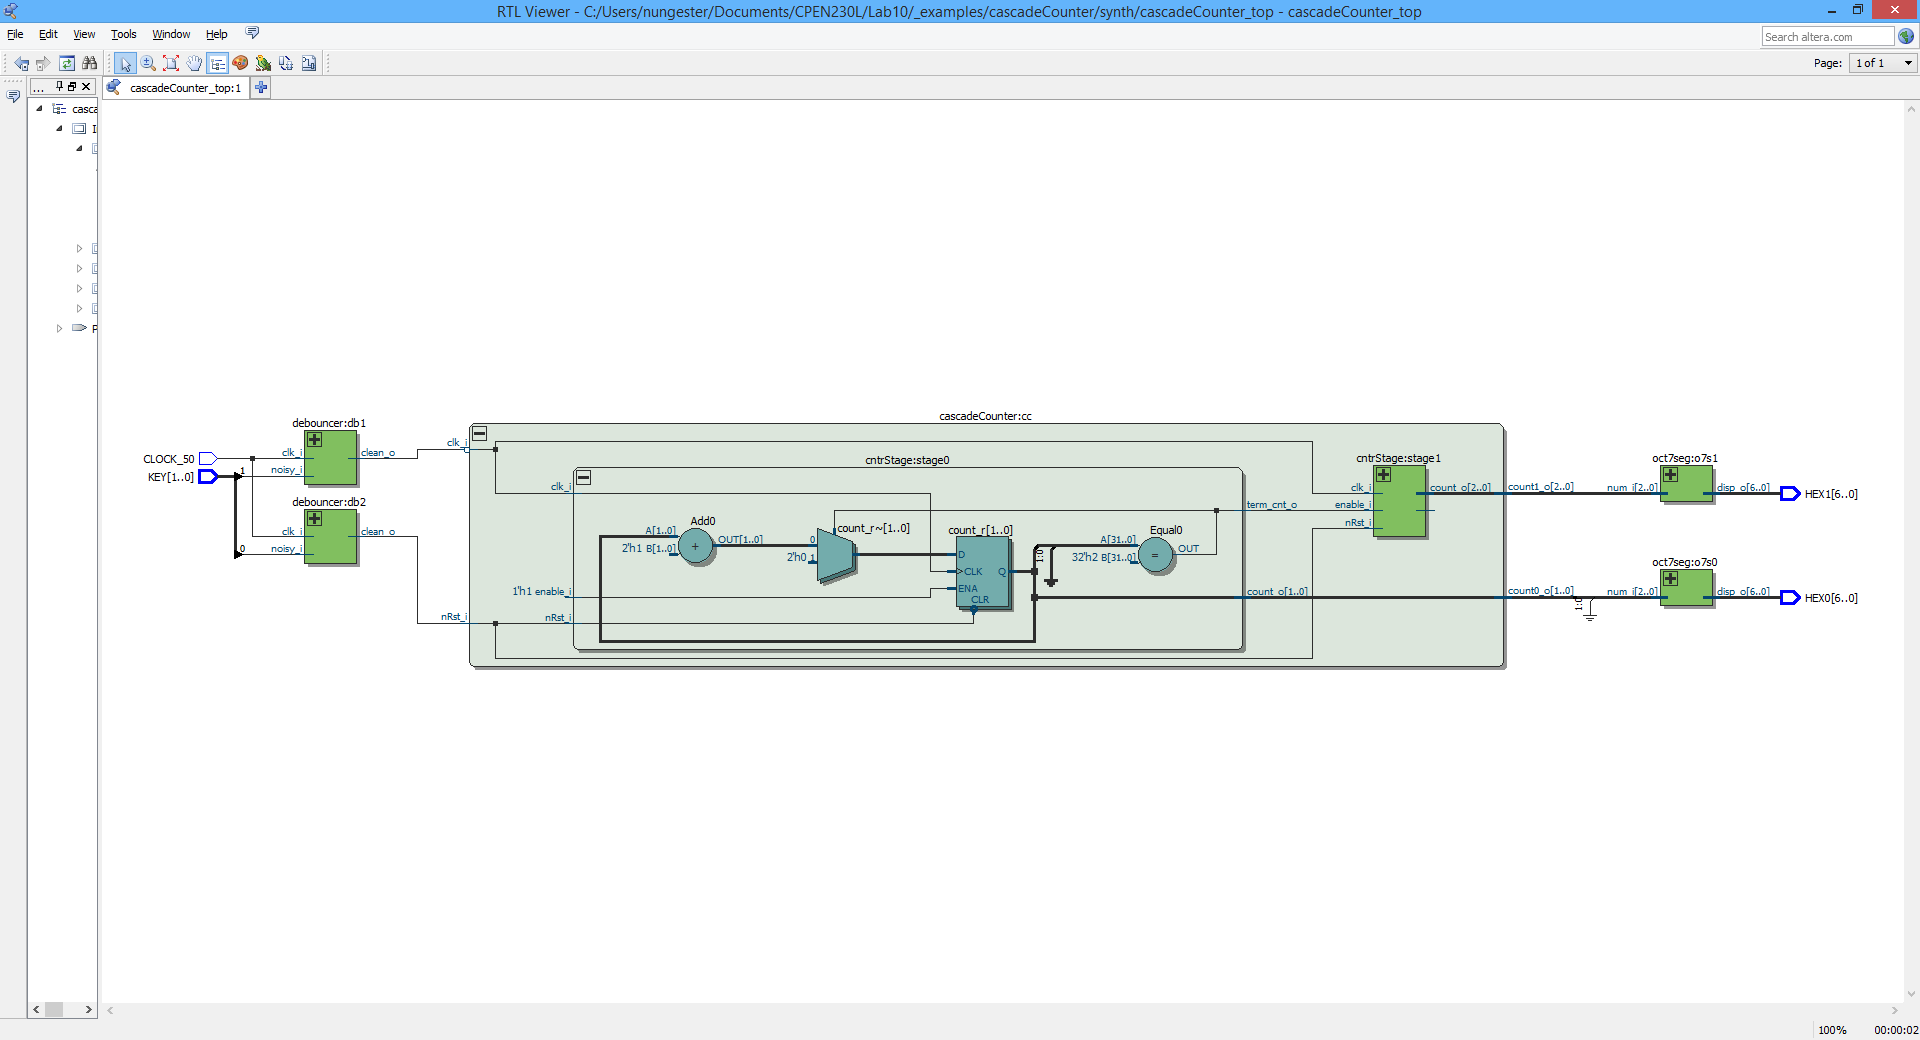 RTL Viewer - C:/Users/nungester/Documents/CPEN230L/Lab10/_examples/cascadeCounter/synth/cascadeCounter_top - cascadeCounter_top
File Edit View Tools Window Help
Search altera.com
Page: 1 of 1
...
cascadeCounter_top:1
casca
I
P
cascadeCounter:cc
debouncer:db1
clk_i
clean_o
noisy_i
CLOCK_50
KEY[1..0]
1
0
debouncer:db2
clk_i
clean_o
noisy_i
clk_i
nRst_i
cntrStage:stage0
clk_i
1'h1 enable_i
nRst_i
Add0
A[1..0]
2'h1 B[1..0]
+
OUT[1..0]
count_r~[1..0]
0
2'h0 1
count_r[1..0]
D
CLK
ENA
CLR
Q
1:0
Equal0
A[31..0]
32'h2 B[31..0]
=
OUT
term_cnt_o
count_o[1..0]
cntrStage:stage1
clk_i
enable_i
nRst_i
count_o[2..0]
count1_o[2..0]
count0_o[1..0]
1:0
oct7seg:o7s1
num_i[2..0]
disp_o[6..0]
HEX1[6..0]
oct7seg:o7s0
num_i[2..0]
disp_o[6..0]
HEX0[6..0]
100% 00:00:02